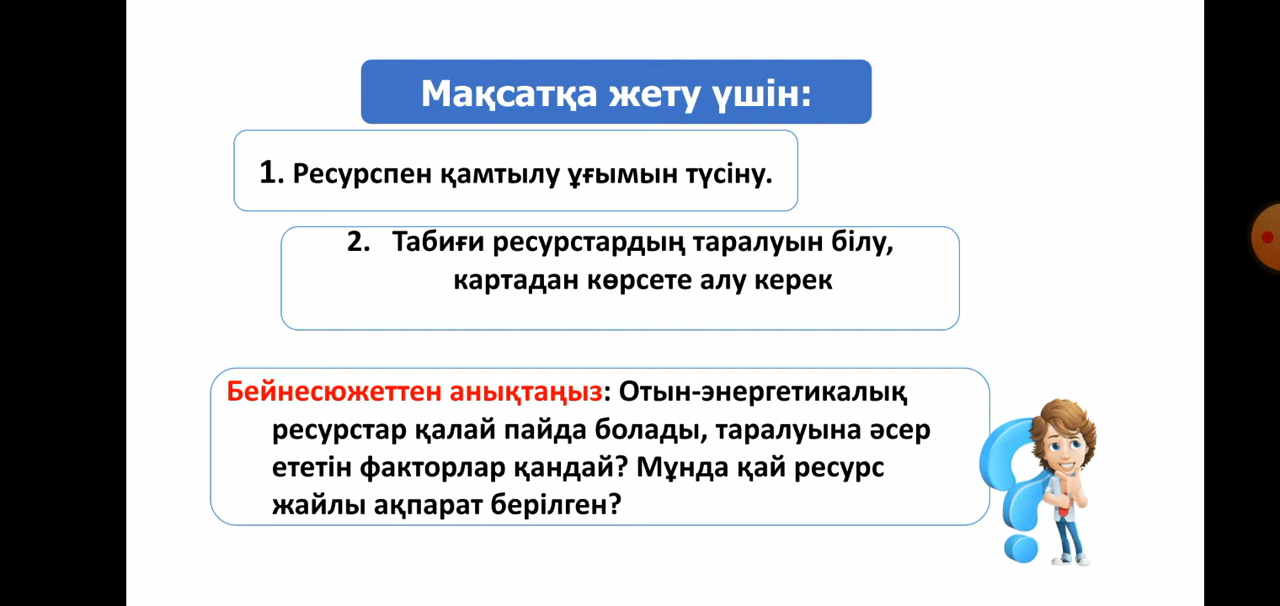 Мақсатқа жету үшін:
1. Ресурспен қамтылу ұғымын түсіну.
2. Табиғи ресурстардың таралуын білу,
картадан көрсете алу керек
Бейнесюжеттен анықтаңыз: Отын-энергетикалық
ресурстар қалай пайда болады, таралуына әсер
ететін факторлар қандай? Мұнда қай ресурс
жайлы ақпарат берілген?